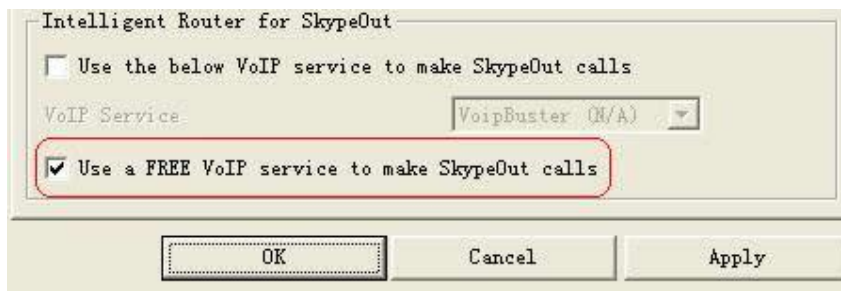 Intelligent Router for SkypeOut
Use the below VoIP service to make SkypeOut calls
VoIP Service VoipBuster (N/A)
Use a FREE VoIP service to make SkypeOut calls
OK Cancel Apply